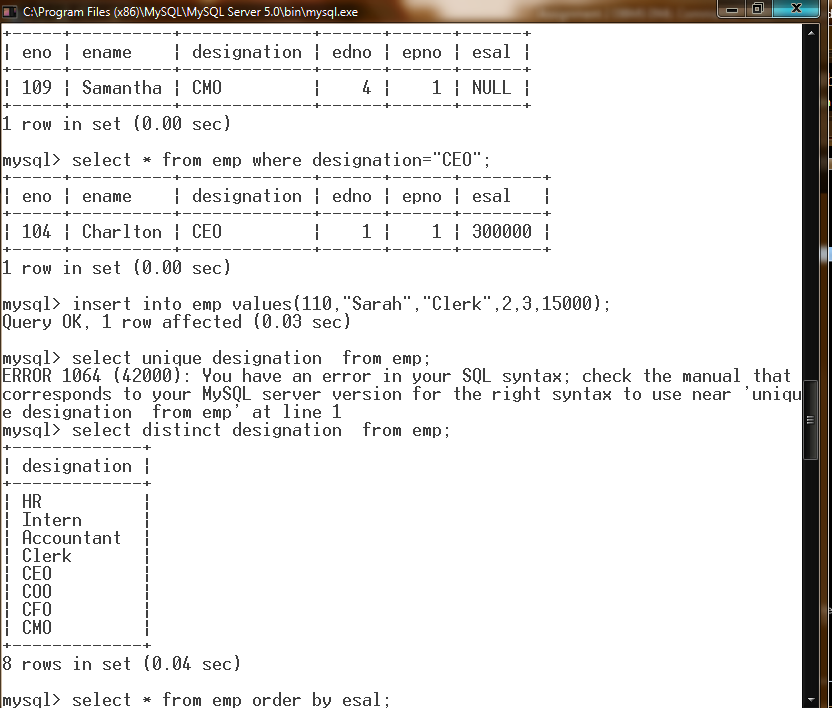 C:\Program Files (x86)\MySQL\MySQL Server 5.0\bin\mysql.exe
+-----+----------+-------------+------+------+------+
| eno | ename    | designation | edno | epno | esal |
+-----+----------+-------------+------+------+------+
| 109 | Samantha | CMO         |    4 |    1 | NULL |
+-----+----------+-------------+------+------+------+
1 row in set (0.00 sec)
mysql> select * from emp where designation="CEO";
+-----+----------+-------------+------+------+--------+
| eno | ename    | designation | edno | epno | esal   |
+-----+----------+-------------+------+------+--------+
| 104 | Charlton | CEO         |    1 |    1 | 300000 |
+-----+----------+-------------+------+------+--------+
1 row in set (0.00 sec)
mysql> insert into emp values(110,"Sarah","Clerk",2,3,15000);
Query OK, 1 row affected (0.03 sec)
mysql> select unique designation  from emp;
ERROR 1064 (42000): You have an error in your SQL syntax; check the manual that
corresponds to your MySQL server version for the right syntax to use near 'uniqu
e designation  from emp' at line 1
mysql> select distinct designation  from emp;
+-------------+
| designation |
+-------------+
| HR          |
| Intern      |
| Accountant  |
| Clerk       |
| CEO         |
| COO         |
| CFO         |
| CMO         |
+-------------+
8 rows in set (0.04 sec)
mysql> select * from emp order by esal;